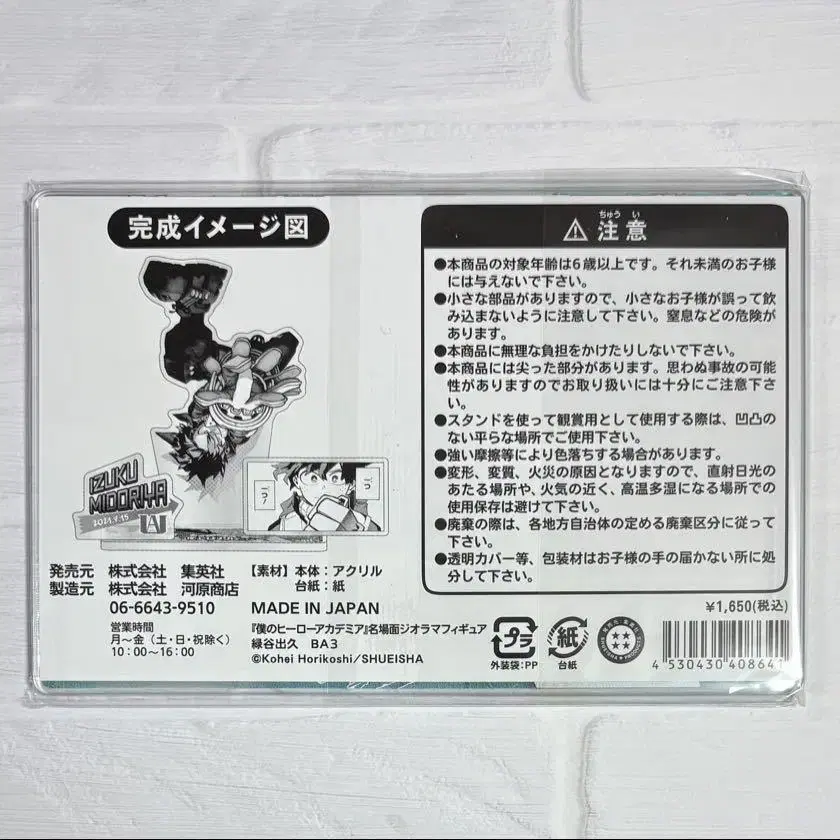 完成イメージ図
IZUKU
MIDORIYA
2021.7.15
UA
発売元 株式会社 集英社
製造元 株式会社 河原商店
06-6643-9510
営業時間
月〜金（土・日・祝除く）
10：00〜16：00
【素材】本体：アクリル
台紙：紙
MADE IN JAPAN
『僕のヒーローアカデミア』名場面ジオラマフィギュア
緑谷出久 BA3
©Kohei Horikoshi/SHUEISHA
ちゅう い
注意
●本商品の対象年齢は6歳以上です。それ未満のお子様
には与えないで下さい。
●小さな部品がありますので、小さなお子様が誤って飲
み込まないように注意して下さい。窒息などの危険が
あります。
●本商品に無理な負担をかけたりしないで下さい。
●本商品には尖った部分があります。思わぬ事故の可能
性がありますのでお取り扱いには十分にご注意下さ
い。
●スタンドを使って観賞用として使用する際は、凹凸の
ない平らな場所でご使用下さい。
●強い摩擦等により色落ちする場合があります。
●変形、変質、火災の原因となりますので、直射日光の
あたる場所や、火気の近く、高温多湿になる場所での
使用保存は避けて下さい。
●廃棄の際は、各地方自治体の定める廃棄区分に従って
下さい。
●透明カバー等、包装材はお子様の手の届かない所に処
分して下さい。
¥1,650(税込)
プラ
外装袋：PP
紙
台紙
4 530430 408641